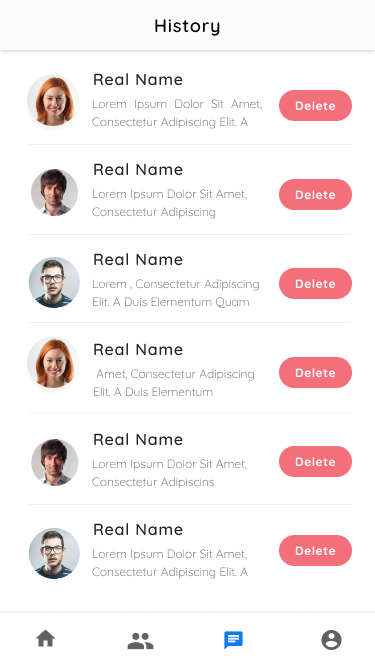 History
Real Name
Lorem Ipsum Dolor Sit Amet,
Consectetur Adipiscing Elit. A
Delete
Real Name
Lorem Ipsum Dolor Sit Amet,
Consectetur Adipiscing
Delete
Real Name
Lorem , Consectetur Adipiscing
Elit. A Duis Elementum Quam
Delete
Real Name
Amet, Consectetur Adipiscing
Elit. A Duis Elementum
Delete
Real Name
Lorem Ipsum Dolor Sit Amet,
Consectetur Adipiscins
Delete
Real Name
Lorem Ipsum Dolor Sit Amet,
Consectetur Adipiscing Elit. A
Delete